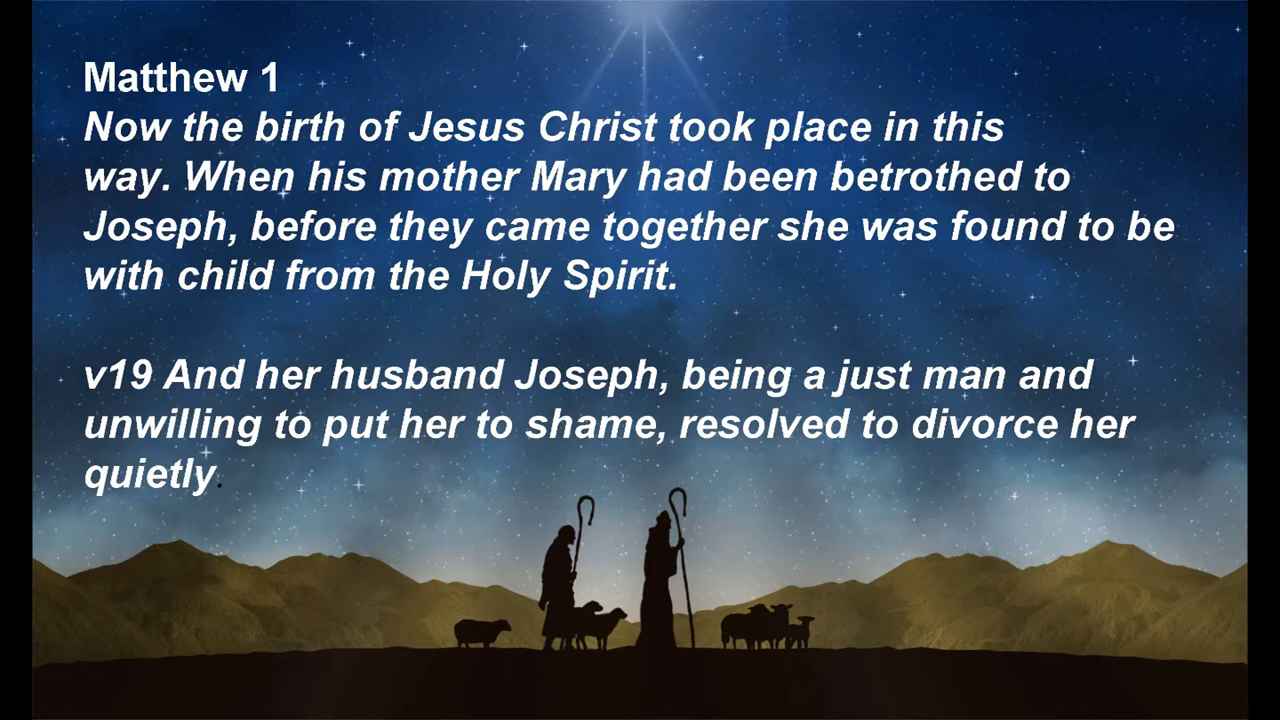 Matthew 1
Now the birth of Jesus Christ took place in this
way. When his mother Mary had been betrothed to
Joseph, before they came together she was found to be
with child from the Holy Spirit.
v19 And her husband Joseph, being a just man and
unwilling to put her to shame, resolved to divorce her
quietly.